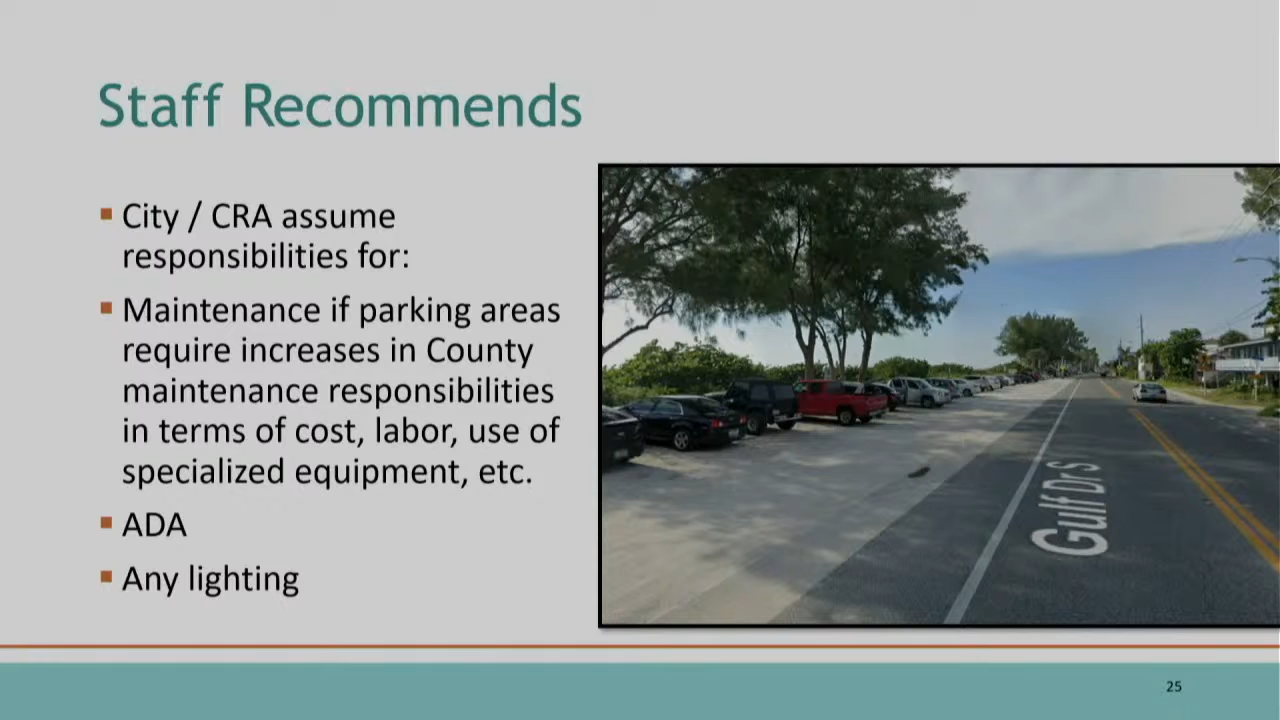 Staff Recommends
City / CRA assume
responsibilities for:
Maintenance if parking areas
require increases in County
maintenance responsibilities
in terms of cost, labor, use of
specialized equipment, etc.
ADA
Any lighting
Gulf Dr S
25